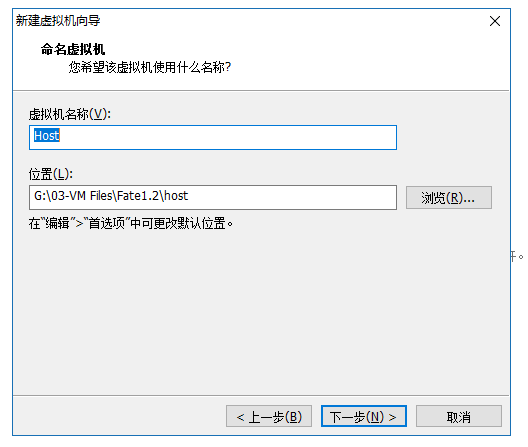 新建虚拟机向导
命名虚拟机
您希望该虚拟机使用什么名称?
虚拟机名称(V):
Host
位置(L):
G:\03-VM Files\Fate1.2\host
浏览(R)...
在"编辑">"首选项"中可更改默认位置。
< 上一步(B)
下一步(N) >
取消